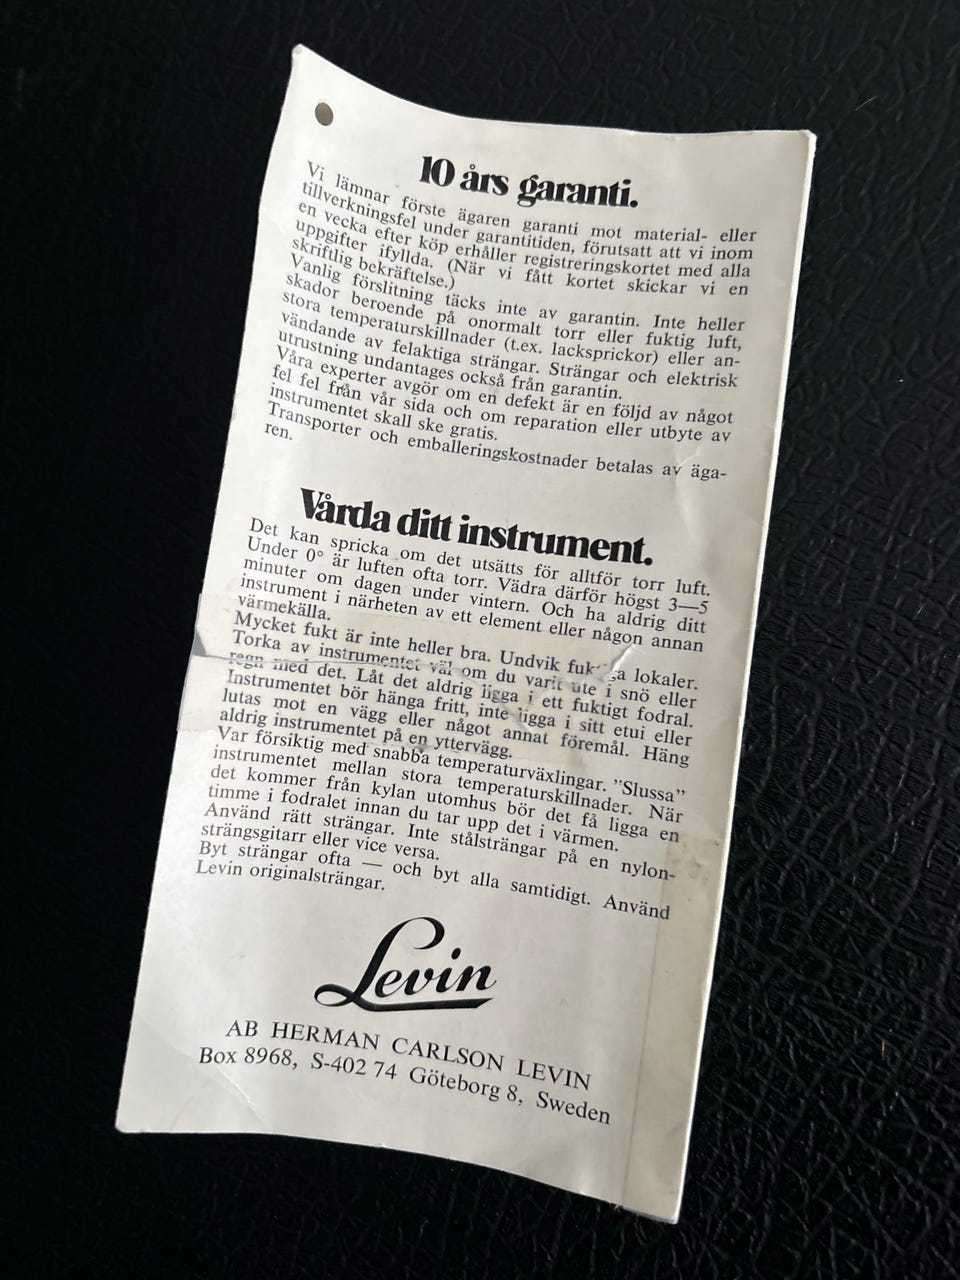 10 års garanti.
Vi lämnar förste ägaren garanti mot material- eller
tillverkningsfel under garantitiden, förutsatt att vi inom
en vecka efter köp erhåller registreringskortet med alla
uppgifter ifyllda. (När vi fått kortet skickar vi en
skriftlig bekräftelse.)
Vanlig förslitning täcks inte av garantin. Inte heller
skador beroende på onormalt torr eller fuktig luft,
stora temperaturskillnader (t.ex. lacksprickor) eller an-
vändande av felaktiga strängar. Strängar och elektrisk
utrustning undantages också från garantin.
Våra experter avgör om en defekt är en följd av något
fel fel från vår sida och om reparation eller utbyte av
instrumentet skall ske gratis.
Transporter och emballeringskostnader betalas av äga-
ren.
Vårda ditt instrument.
Det kan spricka om det utsätts för alltför torr luft.
Under 0° är luften ofta torr. Vädra därför högst 3—5
minuter om dagen under vintern. Och ha aldrig ditt
instrument i närheten av ett element eller någon annan
värmekälla.
Mycket fukt är inte heller bra. Undvik lokaler.
Torka av instrumentet väl om du varit ute i snö eller
regn med det. Låt det aldrig ligga i ett fuktigt fodral.
Instrumentet bör hänga fritt, inte ligga i sitt etui eller
lutas mot en vägg eller något annat föremål. Häng
aldrig instrumentet på en yttervägg.
Var försiktig med snabba temperaturväxlingar. ”Slussa”
instrumentet mellan stora temperaturskillnader. När
det kommer från kylan utomhus bör det få ligga en
timme i fodralet innan du tar upp det i värmen.
Använd rätt strängar. Inte stålsträngar på en nylon-
strängsgitarr eller vice versa.
Byt strängar ofta — och byt alla samtidigt. Använd
Levin originalsträngar.
Levin
AB HERMAN CARLSON LEVIN
Box 8968, S-402 74 Göteborg 8, Sweden